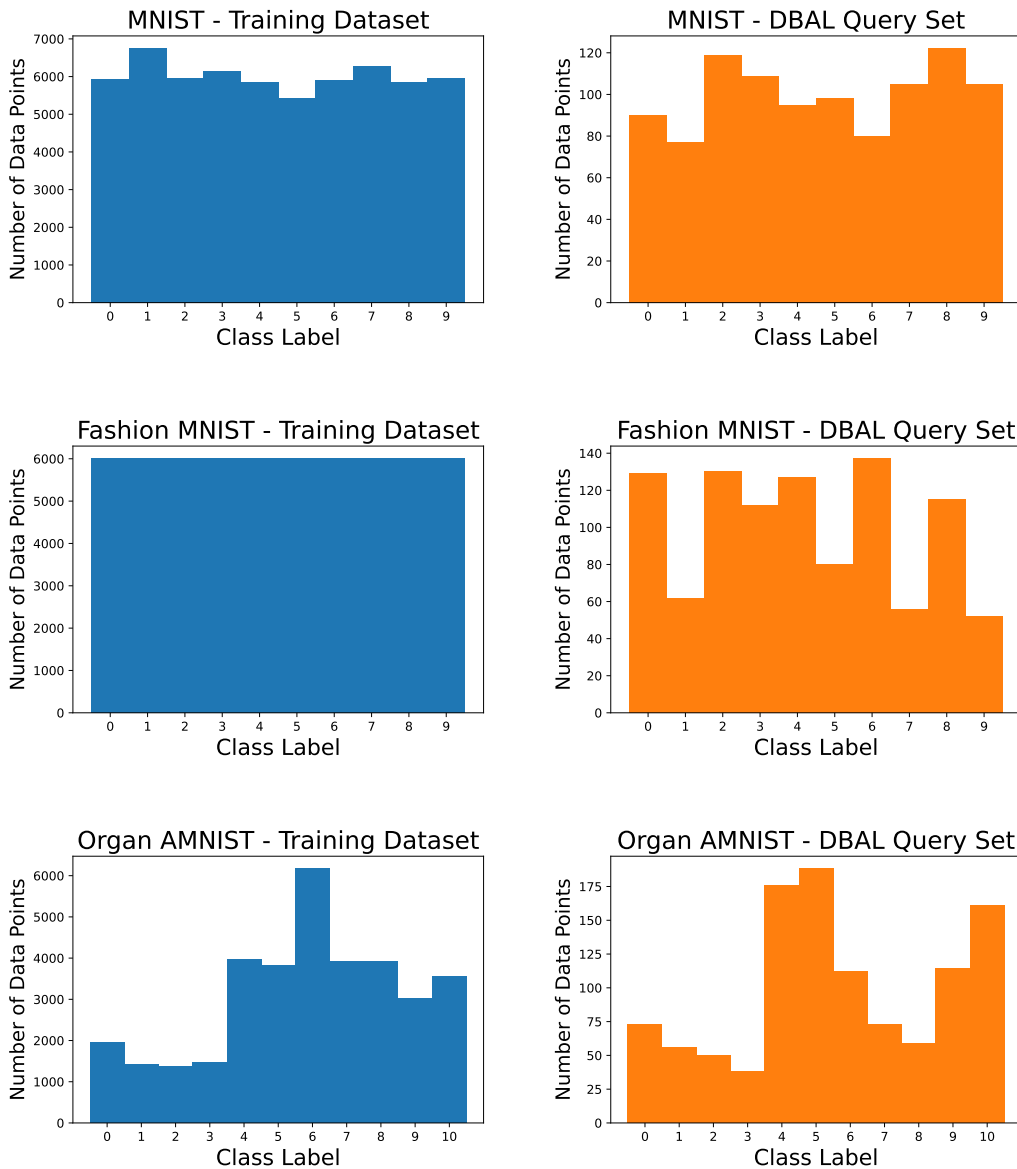 MNIST - Training Dataset
Number of Data Points
7000
6000
5000
4000
3000
2000
1000
0
0 1 2 3 4 5 6 7 8 9
Class Label
MNIST - DBAL Query Set
Number of Data Points
120
100
80
60
40
20
0
0 1 2 3 4 5 6 7 8 9
Class Label
Fashion MNIST - Training Dataset
Number of Data Points
6000
5000
4000
3000
2000
1000
0
0 1 2 3 4 5 6 7 8 9
Class Label
Fashion MNIST - DBAL Query Set
Number of Data Points
140
120
100
80
60
40
20
0
0 1 2 3 4 5 6 7 8 9
Class Label
Organ AMNIST - Training Dataset
Number of Data Points
6000
5000
4000
3000
2000
1000
0
0 1 2 3 4 5 6 7 8 9 10
Class Label
Organ AMNIST - DBAL Query Set
Number of Data Points
175
150
125
100
75
50
25
0
0 1 2 3 4 5 6 7 8 9 10
Class Label